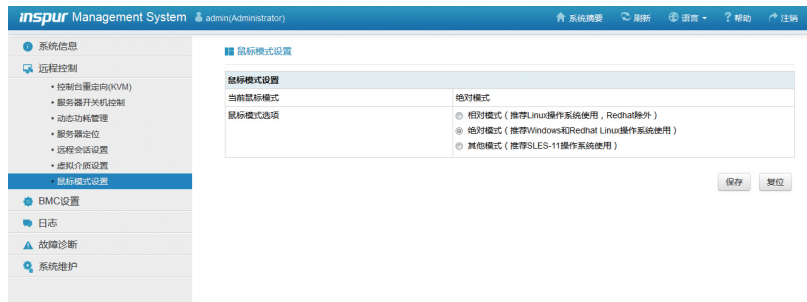 inspur Management System admin(Administrator) 系统摘要 刷新 语言 帮助 注销
系统信息
远程控制
• 控制台重定向(KVM)
• 服务器开关机控制
• 动态功耗管理
• 服务器定位
• 远程会话设置
• 虚拟介质设置
• 鼠标模式设置
BMC设置
日志
故障诊断
系统维护
鼠标模式设置
鼠标模式设置
当前鼠标模式 绝对模式
鼠标模式选项 相对模式(推荐Linux操作系统使用,Redhat除外)
绝对模式(推荐Windows和Redhat Linux操作系统使用)
其他模式(推荐SLES-11操作系统使用)
保存 复位